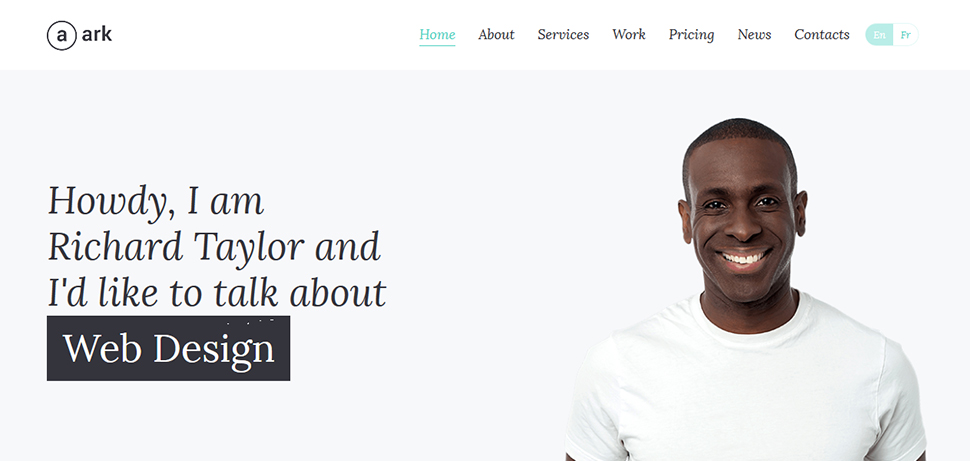 a ark
Home About Services Work Pricing News Contacts En Fr
Howdy, I am
Richard Taylor and
I'd like to talk about
Web Design